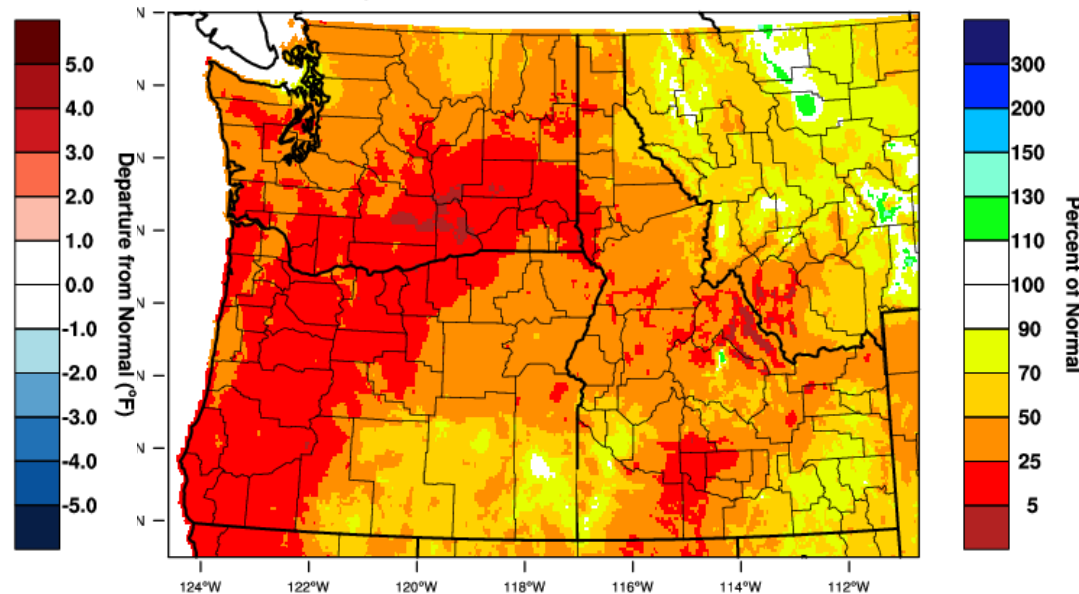 5.0
4.0
3.0
2.0
1.0
0.0
-1.0
-2.0
-3.0
-4.0
-5.0
Departure from Normal (°F)
N
N
N
N
N
N
N
N
124°W
122°W
120°W
118°W
116°W
114°W
112°W
300
200
150
130
110
100
90
70
50
25
5
Percent of Normal